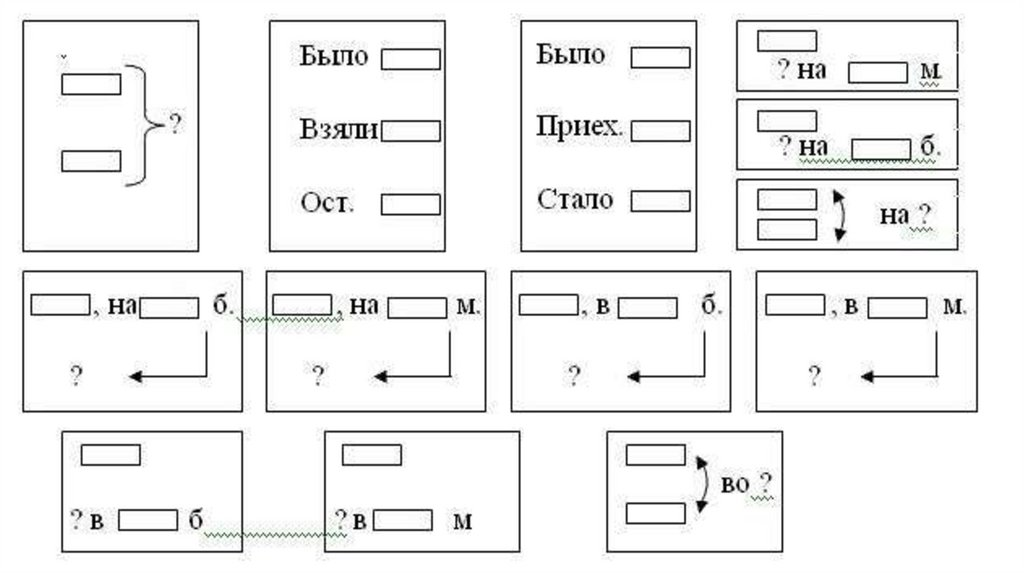 ?
Было
Взяли
Ост.
Было
Приех.
Стало
? на м.
? на б.
на ?
, на б.
?
, на м.
?
, в б.
?
, в м.
?
? в б
? в м
во ?